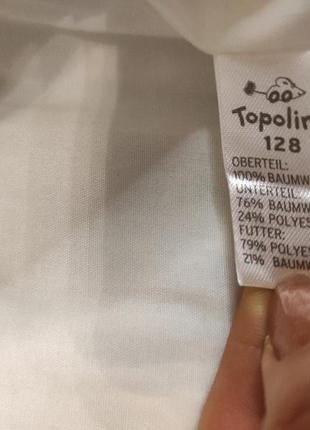 Topolin
128
OBERTEIL:
100% BAUMW
UNTERTEIL:
76% BAUMW
24% POLYES
FUTTER:
79% POLYES
21% BAUMW